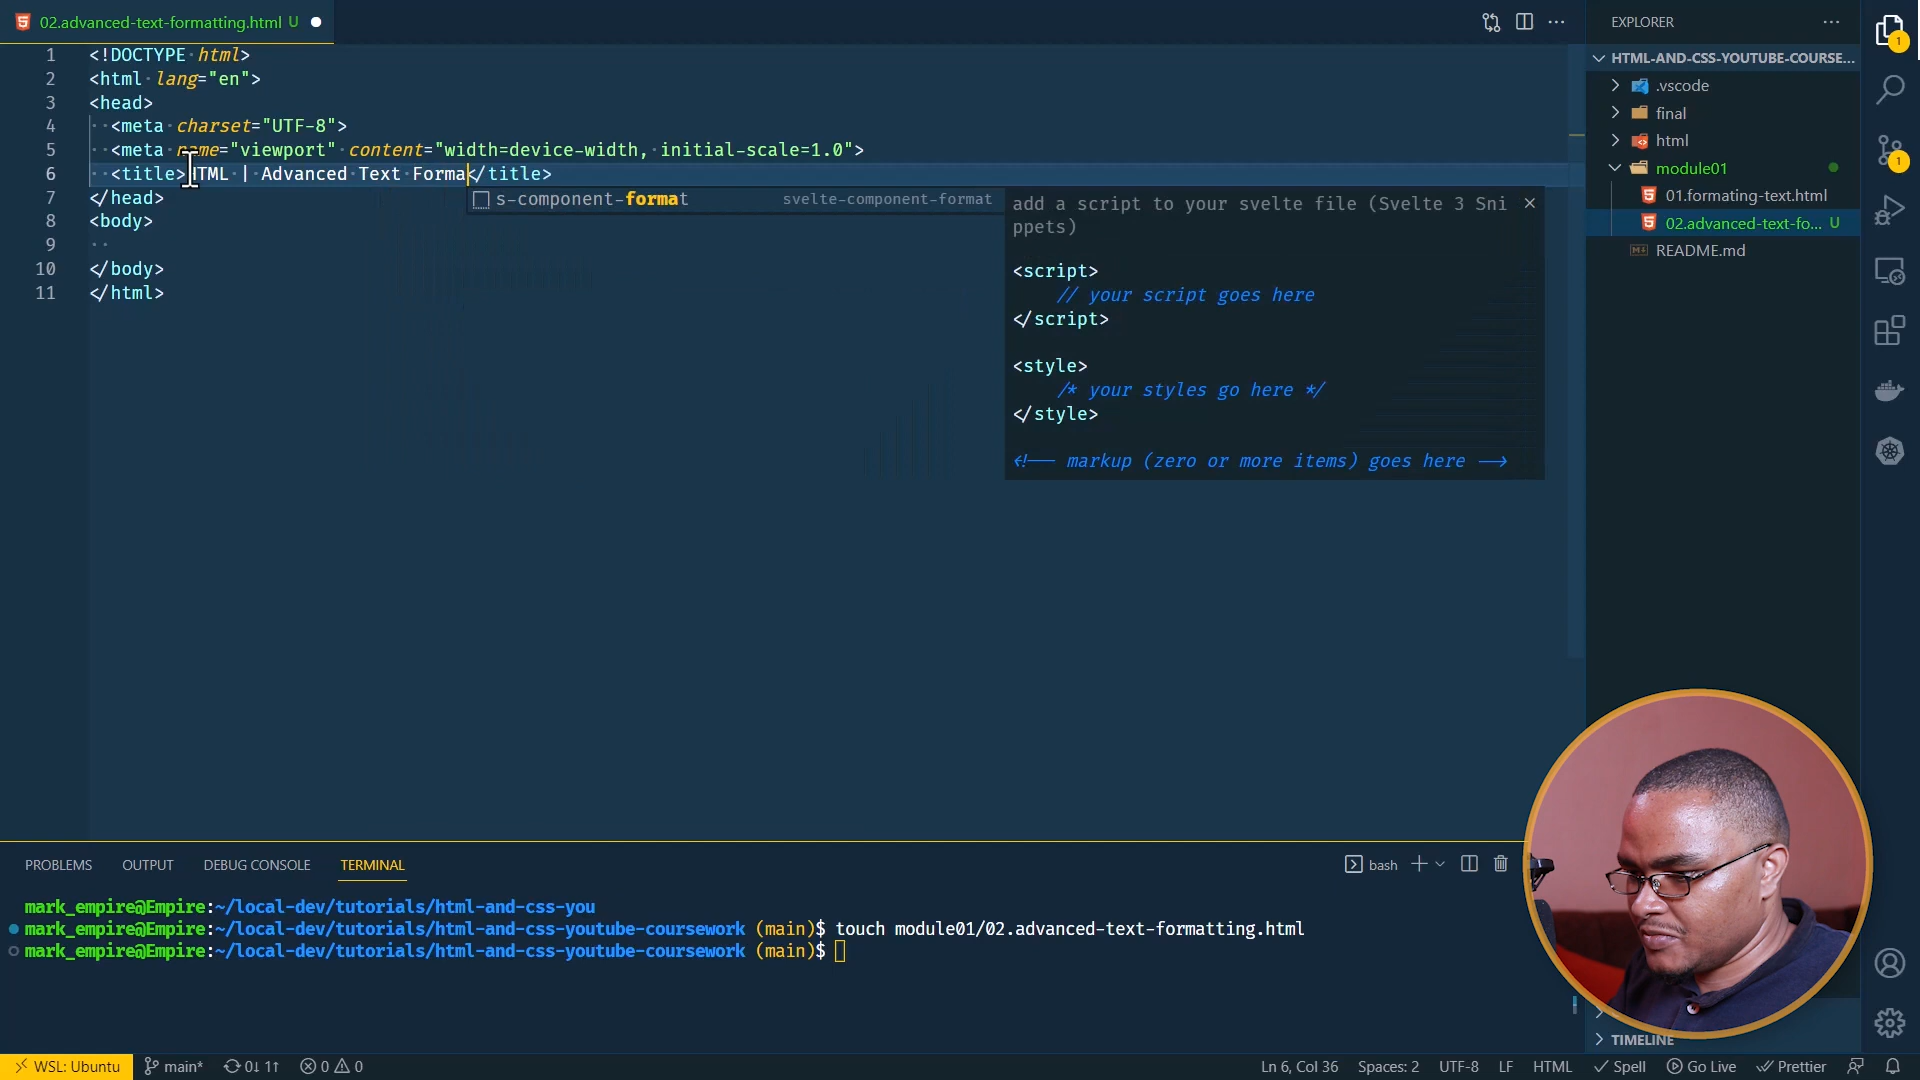 02.advanced-text-formatting.html U
1 <!DOCTYPE html>
2 <html lang="en">
3 <head>
4 <meta charset="UTF-8">
5 <meta name="viewport" content="width=device-width, initial-scale=1.0">
6 <title>HTML | Advanced Text Forma</title>
7 </head>
8 <body>
9
10 </body>
11 </html>
s-component-format svelte-component-format
add a script to your svelte file (Svelte 3 Sni
ppets)
<script>
// your script goes here
</script>
<style>
/* your styles go here */
</style>
<!-- markup (zero or more items) goes here -->
EXPLORER
HTML-AND-CSS-YOUTUBE-COURSE...
.vscode
final
html
module01
01.formating-text.html
02.advanced-text-fo... U
README.md
1
1
PROBLEMS OUTPUT DEBUG CONSOLE TERMINAL
bash
mark_empire@Empire:~/local-dev/tutorials/html-and-css-you
mark_empire@Empire:~/local-dev/tutorials/html-and-css-youtube-coursework (main)$ touch module01/02.advanced-text-formatting.html
mark_empire@Empire:~/local-dev/tutorials/html-and-css-youtube-coursework (main)$
TIMELINE
WSL: Ubuntu main* 0↓ 1↑ 0 0 Ln 6, Col 36 Spaces: 2 UTF-8 LF HTML Spell Go Live Prettier